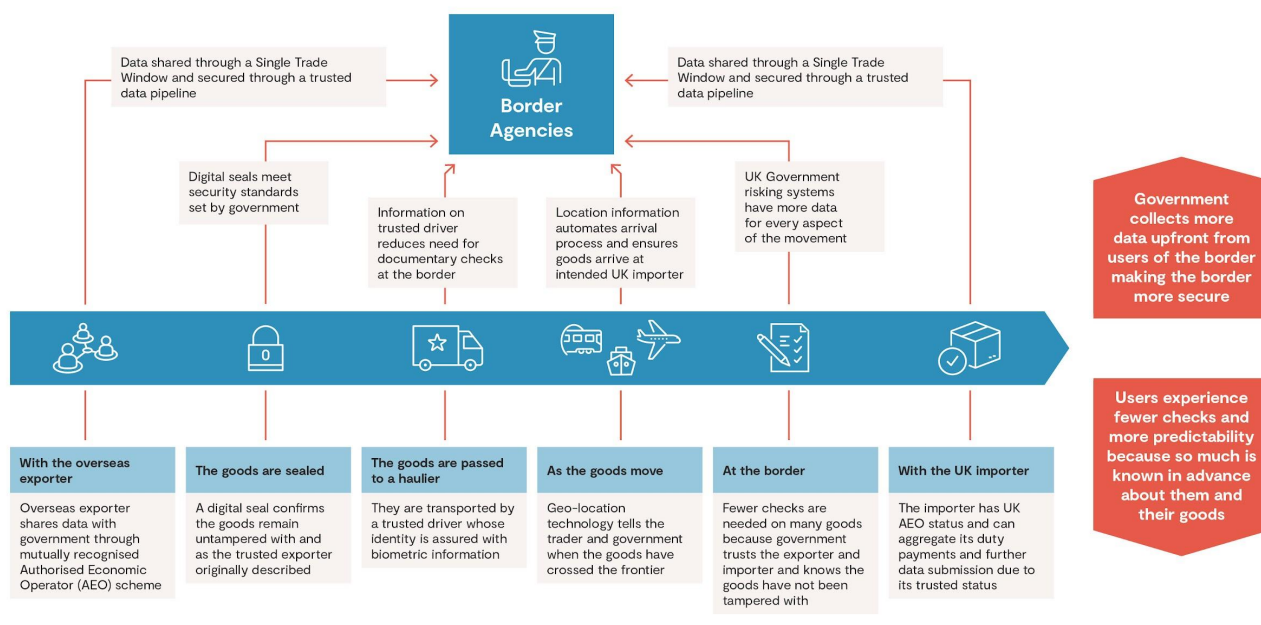 Border
Agencies
Data shared through a Single Trade
Window and secured through a trusted
data pipeline
Data shared through a Single Trade
Window and secured through a trusted
data pipeline
Digital seals meet
security standards
set by government
Information on
trusted driver
reduces need for
documentary checks
at the border
Location information
automates arrival
process and ensures
goods arrive at
intended UK importer
UK Government
risking systems
have more data
for every aspect
of the movement
Government
collects more
data upfront from
users of the border
making the border
more secure
With the overseas
exporter
Overseas exporter
shares data with
government through
mutually recognised
Authorised Economic
Operator (AEO) scheme
The goods are sealed
A digital seal confirms
the goods remain
untampered with and
as the trusted exporter
originally described
The goods are passed
to a haulier
They are transported by
a trusted driver whose
identity is assured with
biometric information
As the goods move
Geo-location
technology tells the
trader and government
when the goods have
crossed the frontier
At the border
Fewer checks are
needed on many goods
because government
trusts the exporter and
importer and knows the
goods have not been
tampered with
With the UK importer
The importer has UK
AEO status and can
aggregate its duty
payments and further
data submission due to
its trusted status
Users experience
fewer checks and
more predictability
because so much is
known in advance
about them and
their goods